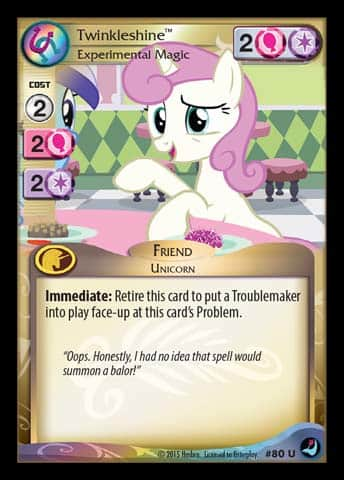 Twinkleshine™
Experimental Magic
2
COST
2
2
2
FRIEND
UNICORN
Immediate: Retire this card to put a Troublemaker
into play face-up at this card's Problem.
"Oops. Honestly, I had no idea that spell would
summon a balor!"
© 2015 Hasbro. Licensed to Enterplay. #80 U